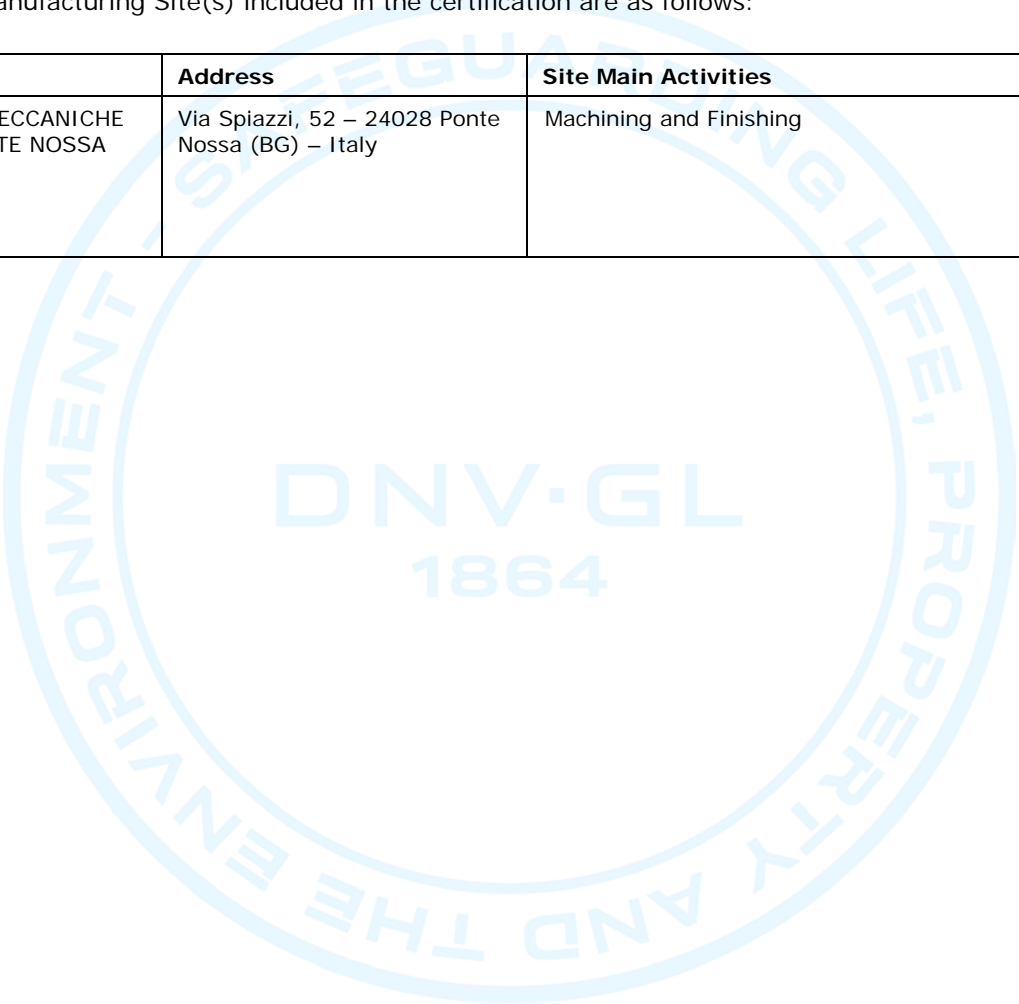 anufacturing Site(s) included in the certification are as follows:
Address Site Main Activities
ECCANICHE Via Spiazzi, 52 – 24028 Ponte Machining and Finishing
TE NOSSA Nossa (BG) – Italy
SAFEGUARDING LIFE, PROPERTY AND THE ENVIRONMENT -
DNV·GL
1864